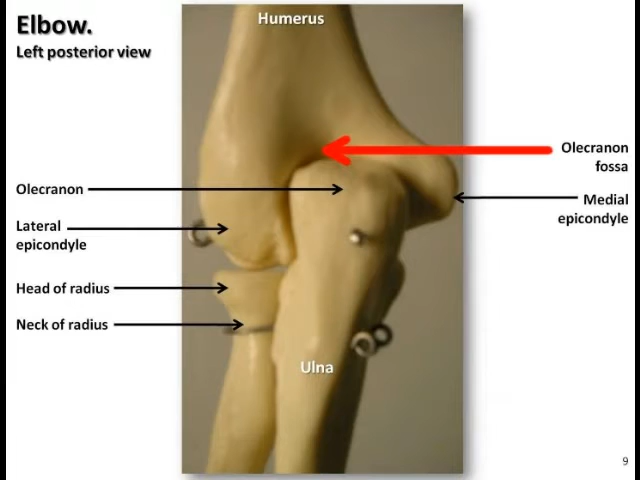 Elbow.
Left posterior view
Humerus
Olecranon
fossa
Olecranon
Medial
epicondyle
Lateral
epicondyle
Head of radius
Neck of radius
Ulna
9